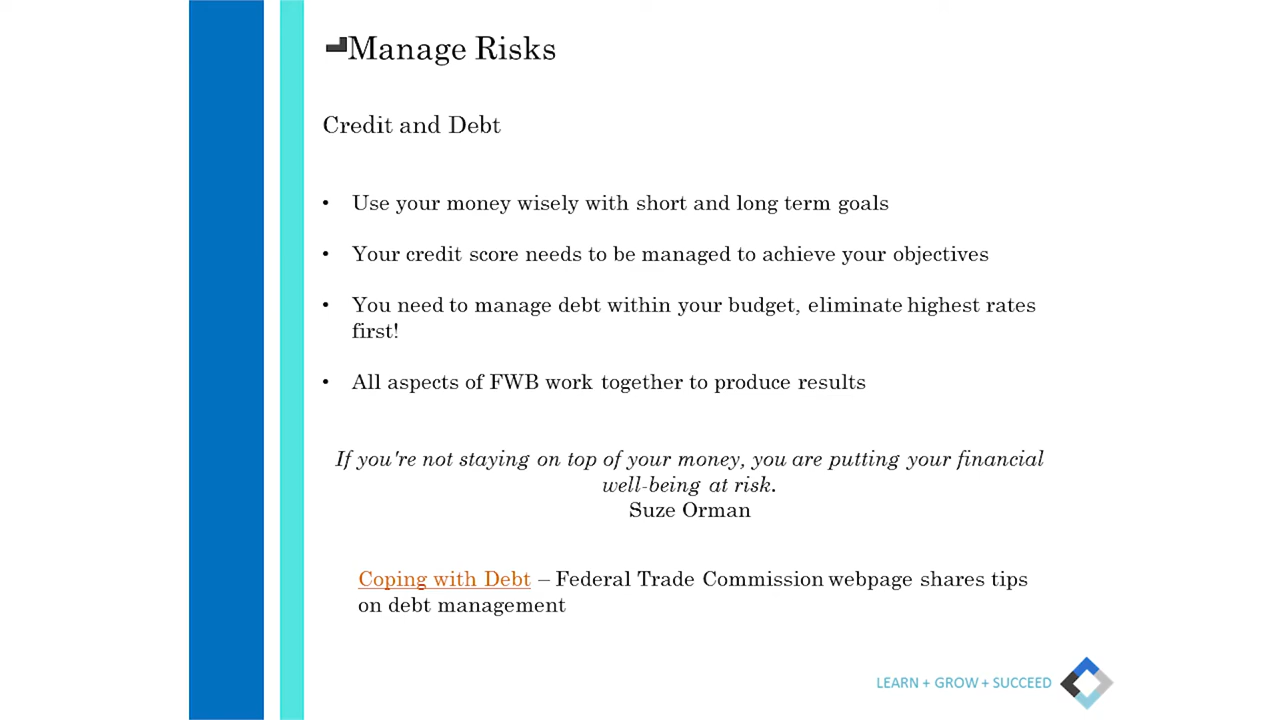 Manage Risks
Credit and Debt
• Use your money wisely with short and long term goals
• Your credit score needs to be managed to achieve your objectives
• You need to manage debt within your budget, eliminate highest rates
first!
• All aspects of FWB work together to produce results
If you're not staying on top of your money, you are putting your financial
well-being at risk.
Suze Orman
Coping with Debt – Federal Trade Commission webpage shares tips
on debt management
LEARN + GROW + SUCCEED